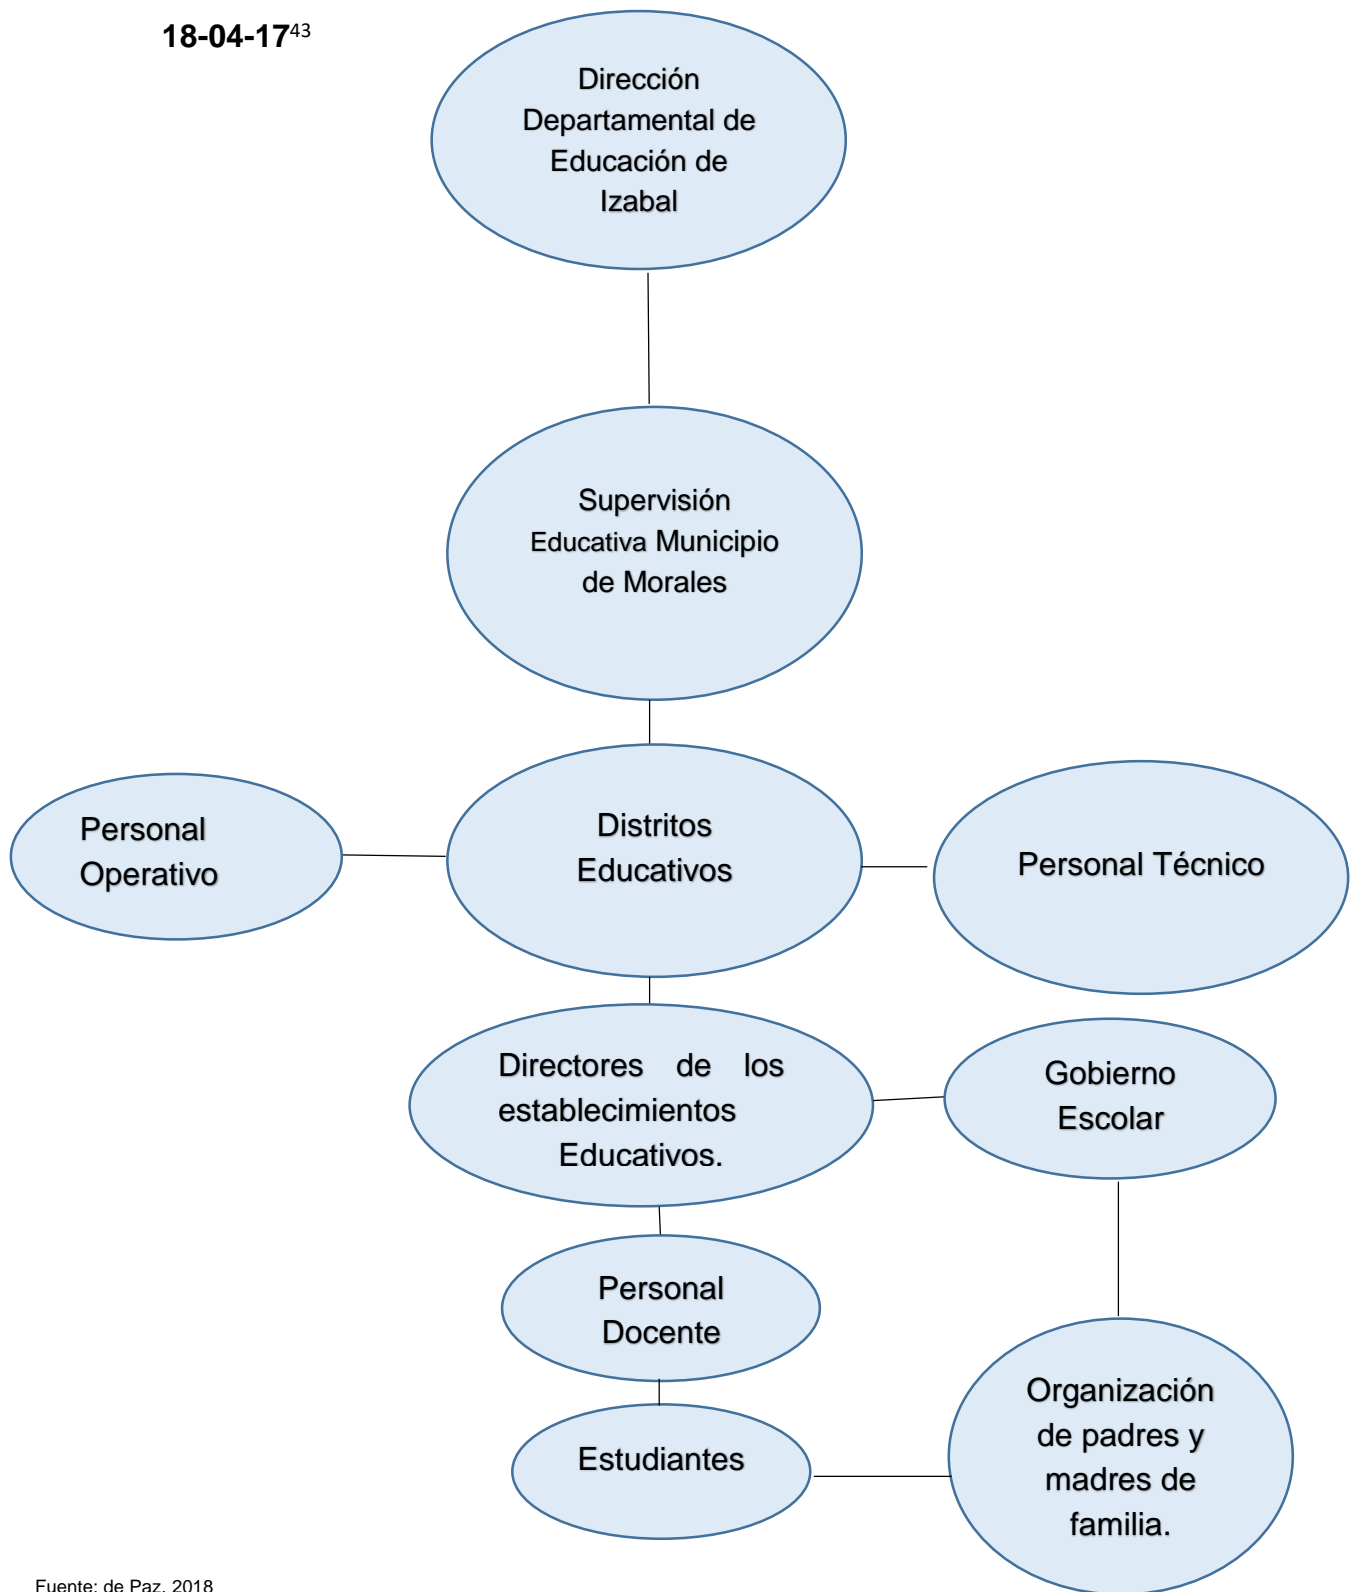 18-04-17⁴³
Dirección
Departamental de
Educación de
Izabal
Supervisión
Educativa Municipio
de Morales
Personal
Operativo
Distritos
Educativos
Personal Técnico
Directores de los
establecimientos
Educativos.
Gobierno
Escolar
Personal
Docente
Estudiantes
Organización
de padres y
madres de
familia.
Fuente: de Paz, 2018